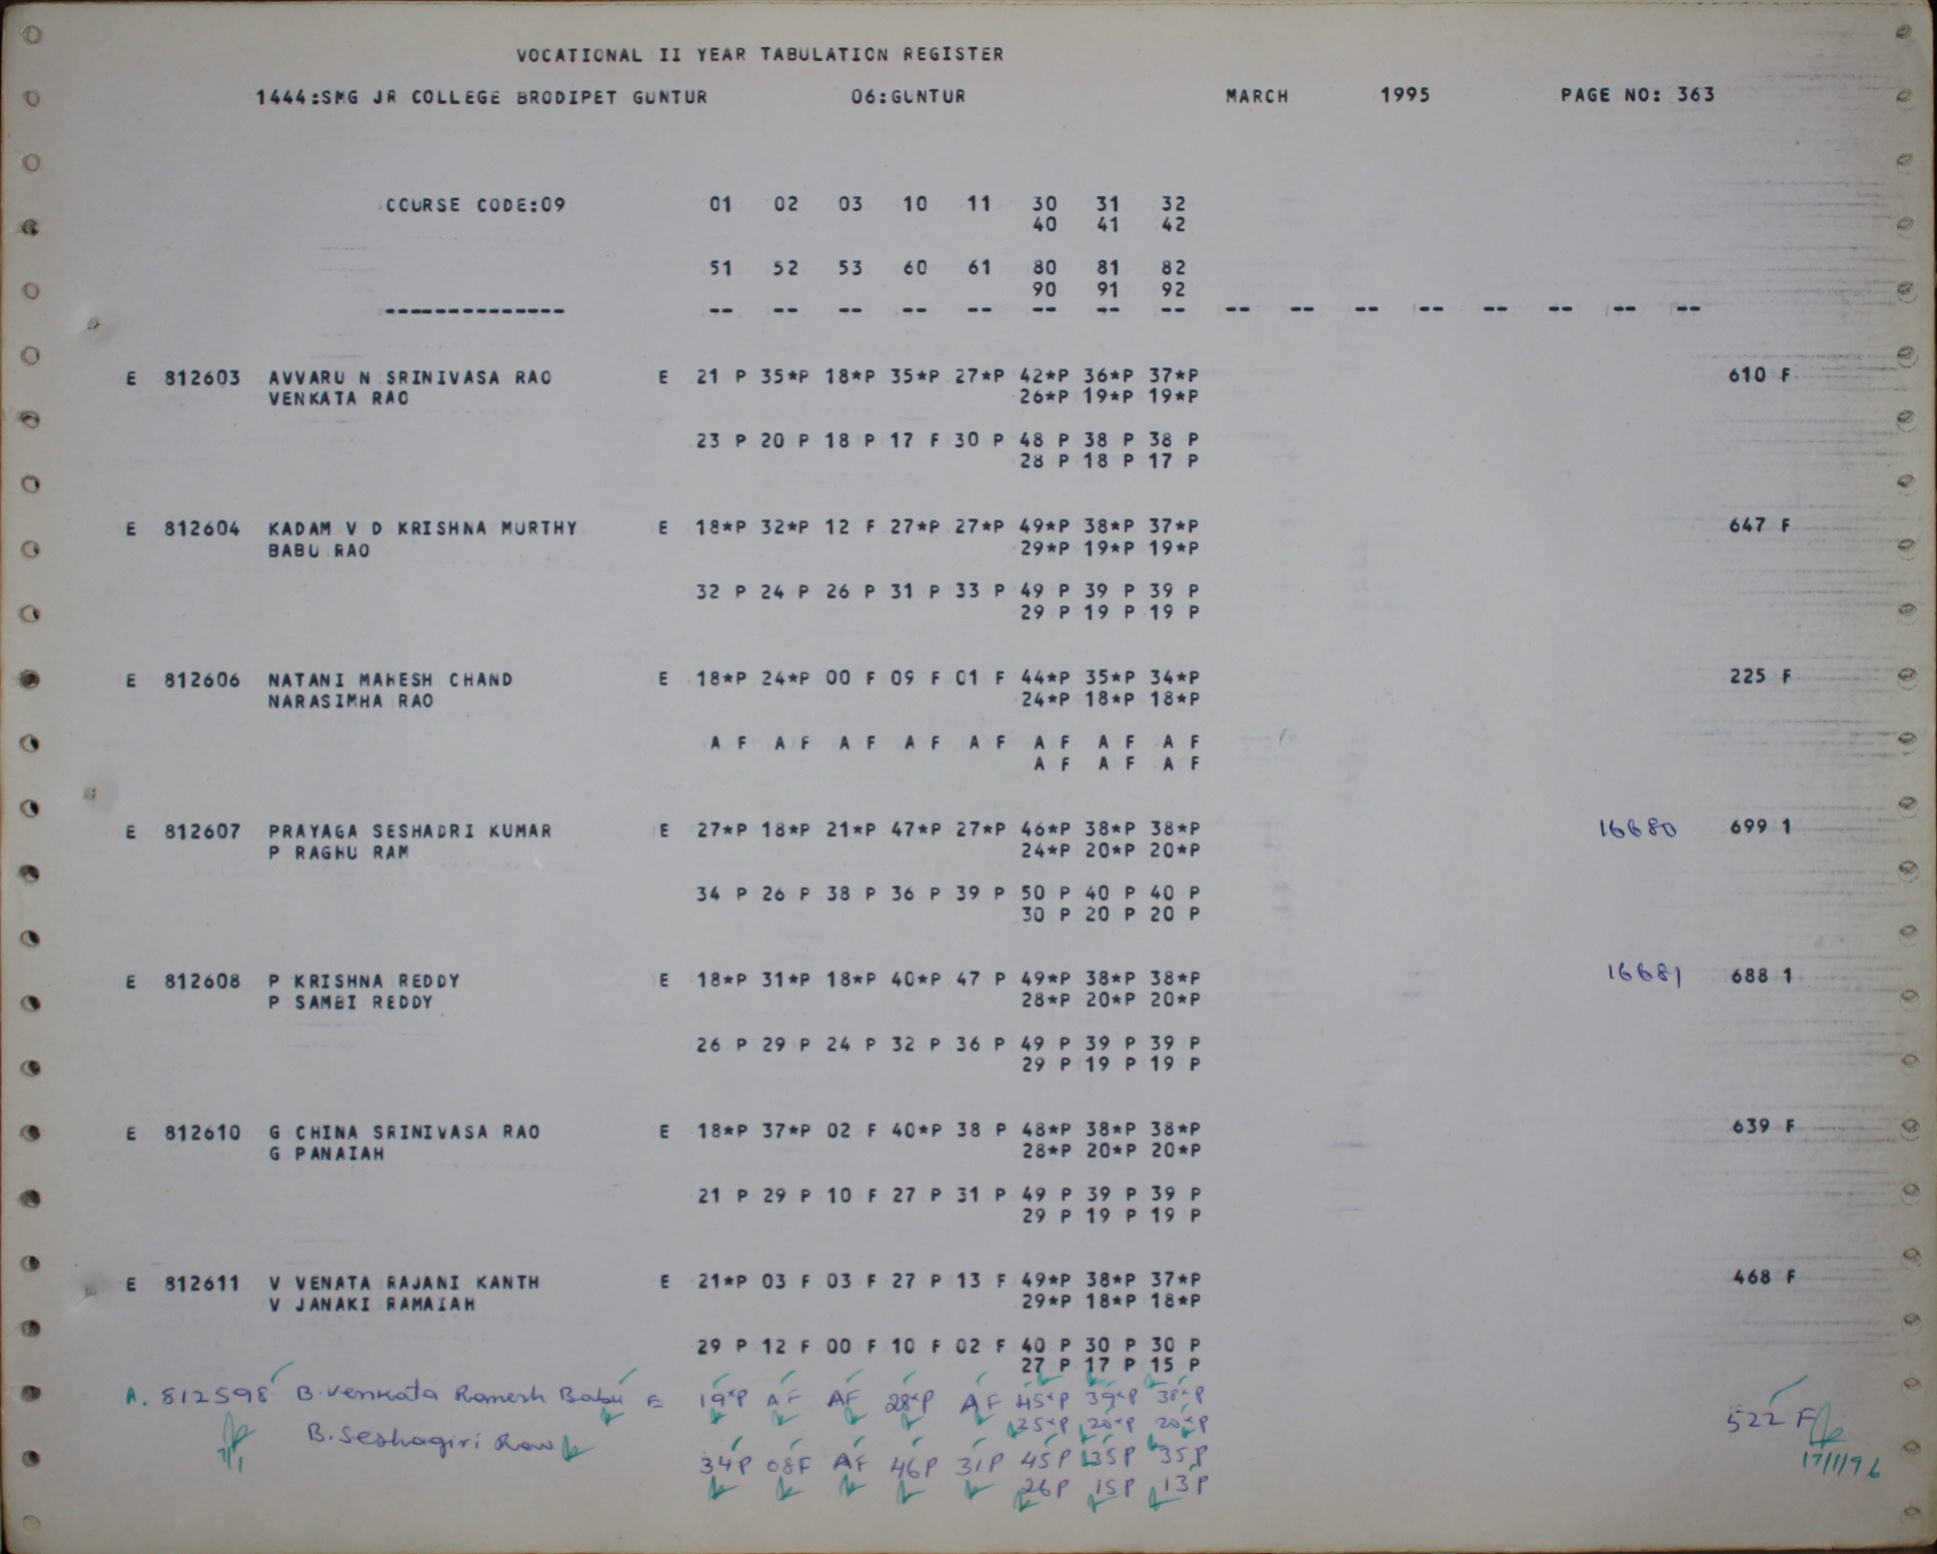 VOCATIONAL II YEAR TABULATION REGISTER
1444:SMG JR COLLEGE BRODIPET GUNTUR 06:GUNTUR MARCH 1995 PAGE NO: 363
COURSE CODE:09 01 02 03 10 11 30 31 32
40 41 42
51 52 53 60 61 80 81 82
90 91 92
-------------- -- -- -- -- -- -- -- -- -- -- -- -- -- -- -- --
E 812603 AVVARU N SRINIVASA RAO E 21 P 35*P 18*P 35*P 27*P 42*P 36*P 37*P 610 F
VENKATA RAO 26*P 19*P 19*P
23 P 20 P 18 P 17 F 30 P 48 P 38 P 38 P
28 P 18 P 17 P
E 812604 KADAM V D KRISHNA MURTHY E 18*P 32*P 12 F 27*P 27*P 49*P 38*P 37*P 647 F
BABU RAO 29*P 19*P 19*P
32 P 24 P 26 P 31 P 33 P 49 P 39 P 39 P
29 P 19 P 19 P
E 812606 NATANI MAHESH CHAND E 18*P 24*P 00 F 09 F 01 F 44*P 35*P 34*P 225 F
NARASIMHA RAO 24*P 18*P 18*P
A F A F A F A F A F A F A F A F
A F A F A F
E 812607 PRAYAGA SESHADRI KUMAR E 27*P 18*P 21*P 47*P 27*P 46*P 38*P 38*P 16680 699 1
P RAGHU RAM 24*P 20*P 20*P
34 P 26 P 38 P 36 P 39 P 50 P 40 P 40 P
30 P 20 P 20 P
E 812608 P KRISHNA REDDY E 18*P 31*P 18*P 40*P 47 P 49*P 38*P 38*P 16681 688 1
P SAMBI REDDY 28*P 20*P 20*P
26 P 29 P 24 P 32 P 36 P 49 P 39 P 39 P
29 P 19 P 19 P
E 812610 G CHINA SRINIVASA RAO E 18*P 37*P 02 F 40*P 38 P 48*P 38*P 38*P 639 F
G PANAIAH 28*P 20*P 20*P
21 P 29 P 10 F 27 P 31 P 49 P 39 P 39 P
29 P 19 P 19 P
E 812611 V VENATA RAJANI KANTH E 21*P 03 F 03 F 27 P 13 F 49*P 38*P 37*P 468 F
V JANAKI RAMAIAH 29*P 18*P 18*P
29 P 12 F 00 F 10 F 02 F 40 P 30 P 30 P
27 P 17 P 15 P
A. 812598 B. Venkata Ramesh Babu E 19*P AF AF 28*P AF 45*P 39*P 38*P 522 F
25*P 20*P 20*P
B. Seshagiri Rao 17/1/96
34P 08F AF 46P 31P 45P 35P 35P
26P 15P 13P